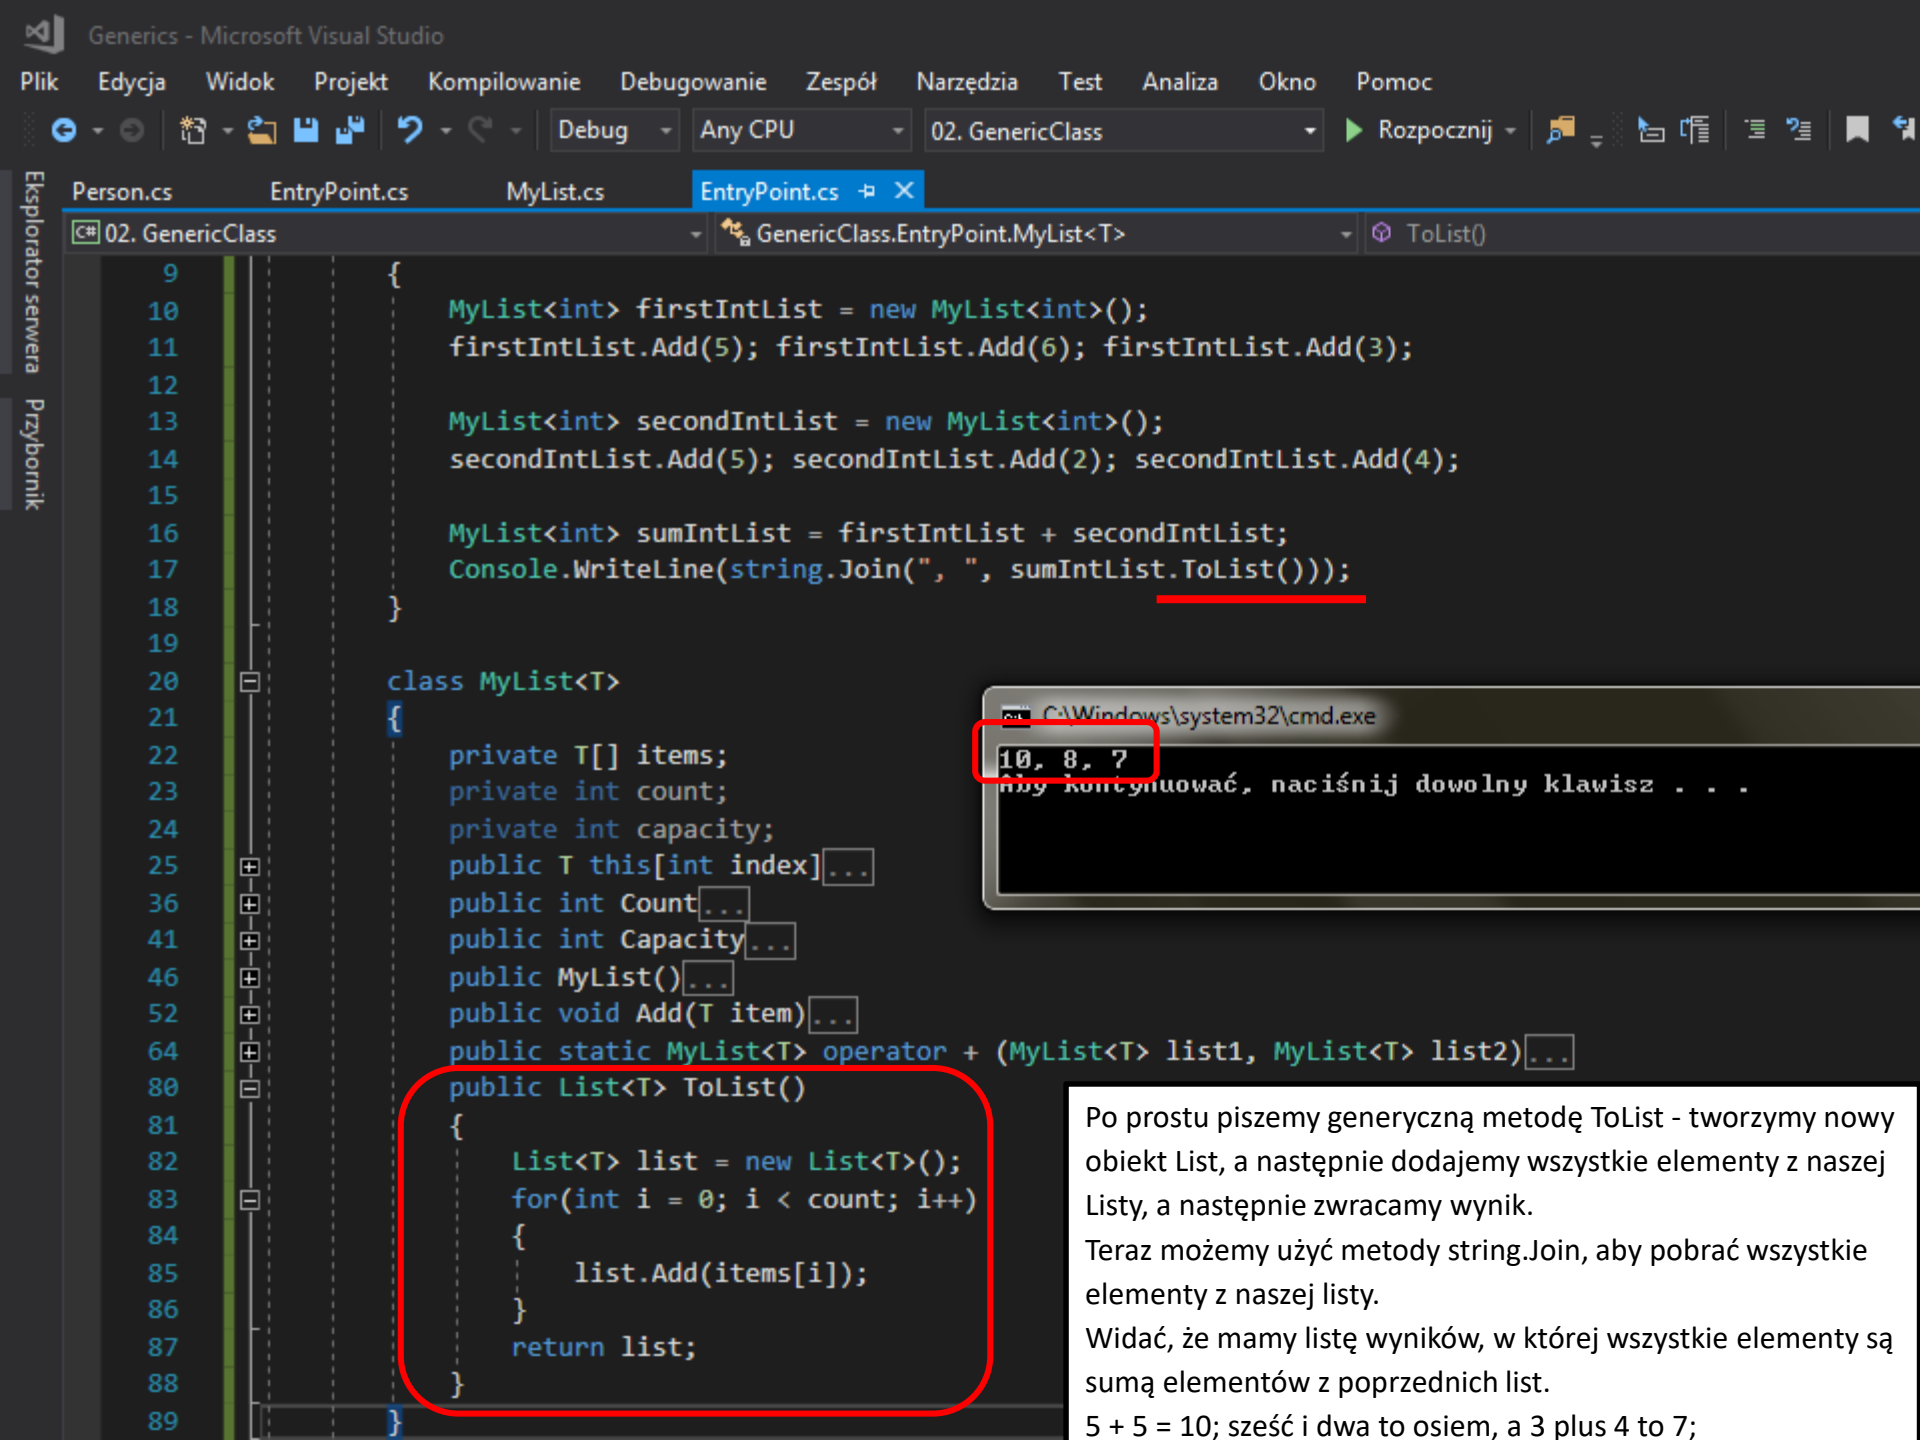 Generics - Microsoft Visual Studio
Plik Edycja Widok Projekt Kompilowanie Debugowanie Zespół Narzędzia Test Analiza Okno Pomoc
Debug Any CPU 02. GenericClass Rozpocznij
Eksplorator serwera
Przybornik
Person.cs EntryPoint.cs MyList.cs EntryPoint.cs
C# 02. GenericClass GenericClass.EntryPoint.MyList<T> ToList()
9 {
10 MyList<int> firstIntList = new MyList<int>();
11 firstIntList.Add(5); firstIntList.Add(6); firstIntList.Add(3);
12
13 MyList<int> secondIntList = new MyList<int>();
14 secondIntList.Add(5); secondIntList.Add(2); secondIntList.Add(4);
15
16 MyList<int> sumIntList = firstIntList + secondIntList;
17 Console.WriteLine(string.Join(", ", sumIntList.ToList()));
18 }
19
20 class MyList<T>
21 {
22 private T[] items;
23 private int count;
24 private int capacity;
25 public T this[int index]...
36 public int Count...
41 public int Capacity...
46 public MyList()...
52 public void Add(T item)...
64 public static MyList<T> operator + (MyList<T> list1, MyList<T> list2)...
80 public List<T> ToList()
81 {
82 List<T> list = new List<T>();
83 for(int i = 0; i < count; i++)
84 {
85 list.Add(items[i]);
86 }
87 return list;
88 }
89 }
C:\Windows\system32\cmd.exe
10, 8, 7
Aby kontynuować, naciśnij dowolny klawisz . . .
Po prostu piszemy generyczną metodę ToList - tworzymy nowy
obiekt List, a następnie dodajemy wszystkie elementy z naszej
Listy, a następnie zwracamy wynik.
Teraz możemy użyć metody string.Join, aby pobrać wszystkie
elementy z naszej listy.
Widać, że mamy listę wyników, w której wszystkie elementy są
sumą elementów z poprzednich list.
5 + 5 = 10; sześć i dwa to osiem, a 3 plus 4 to 7;